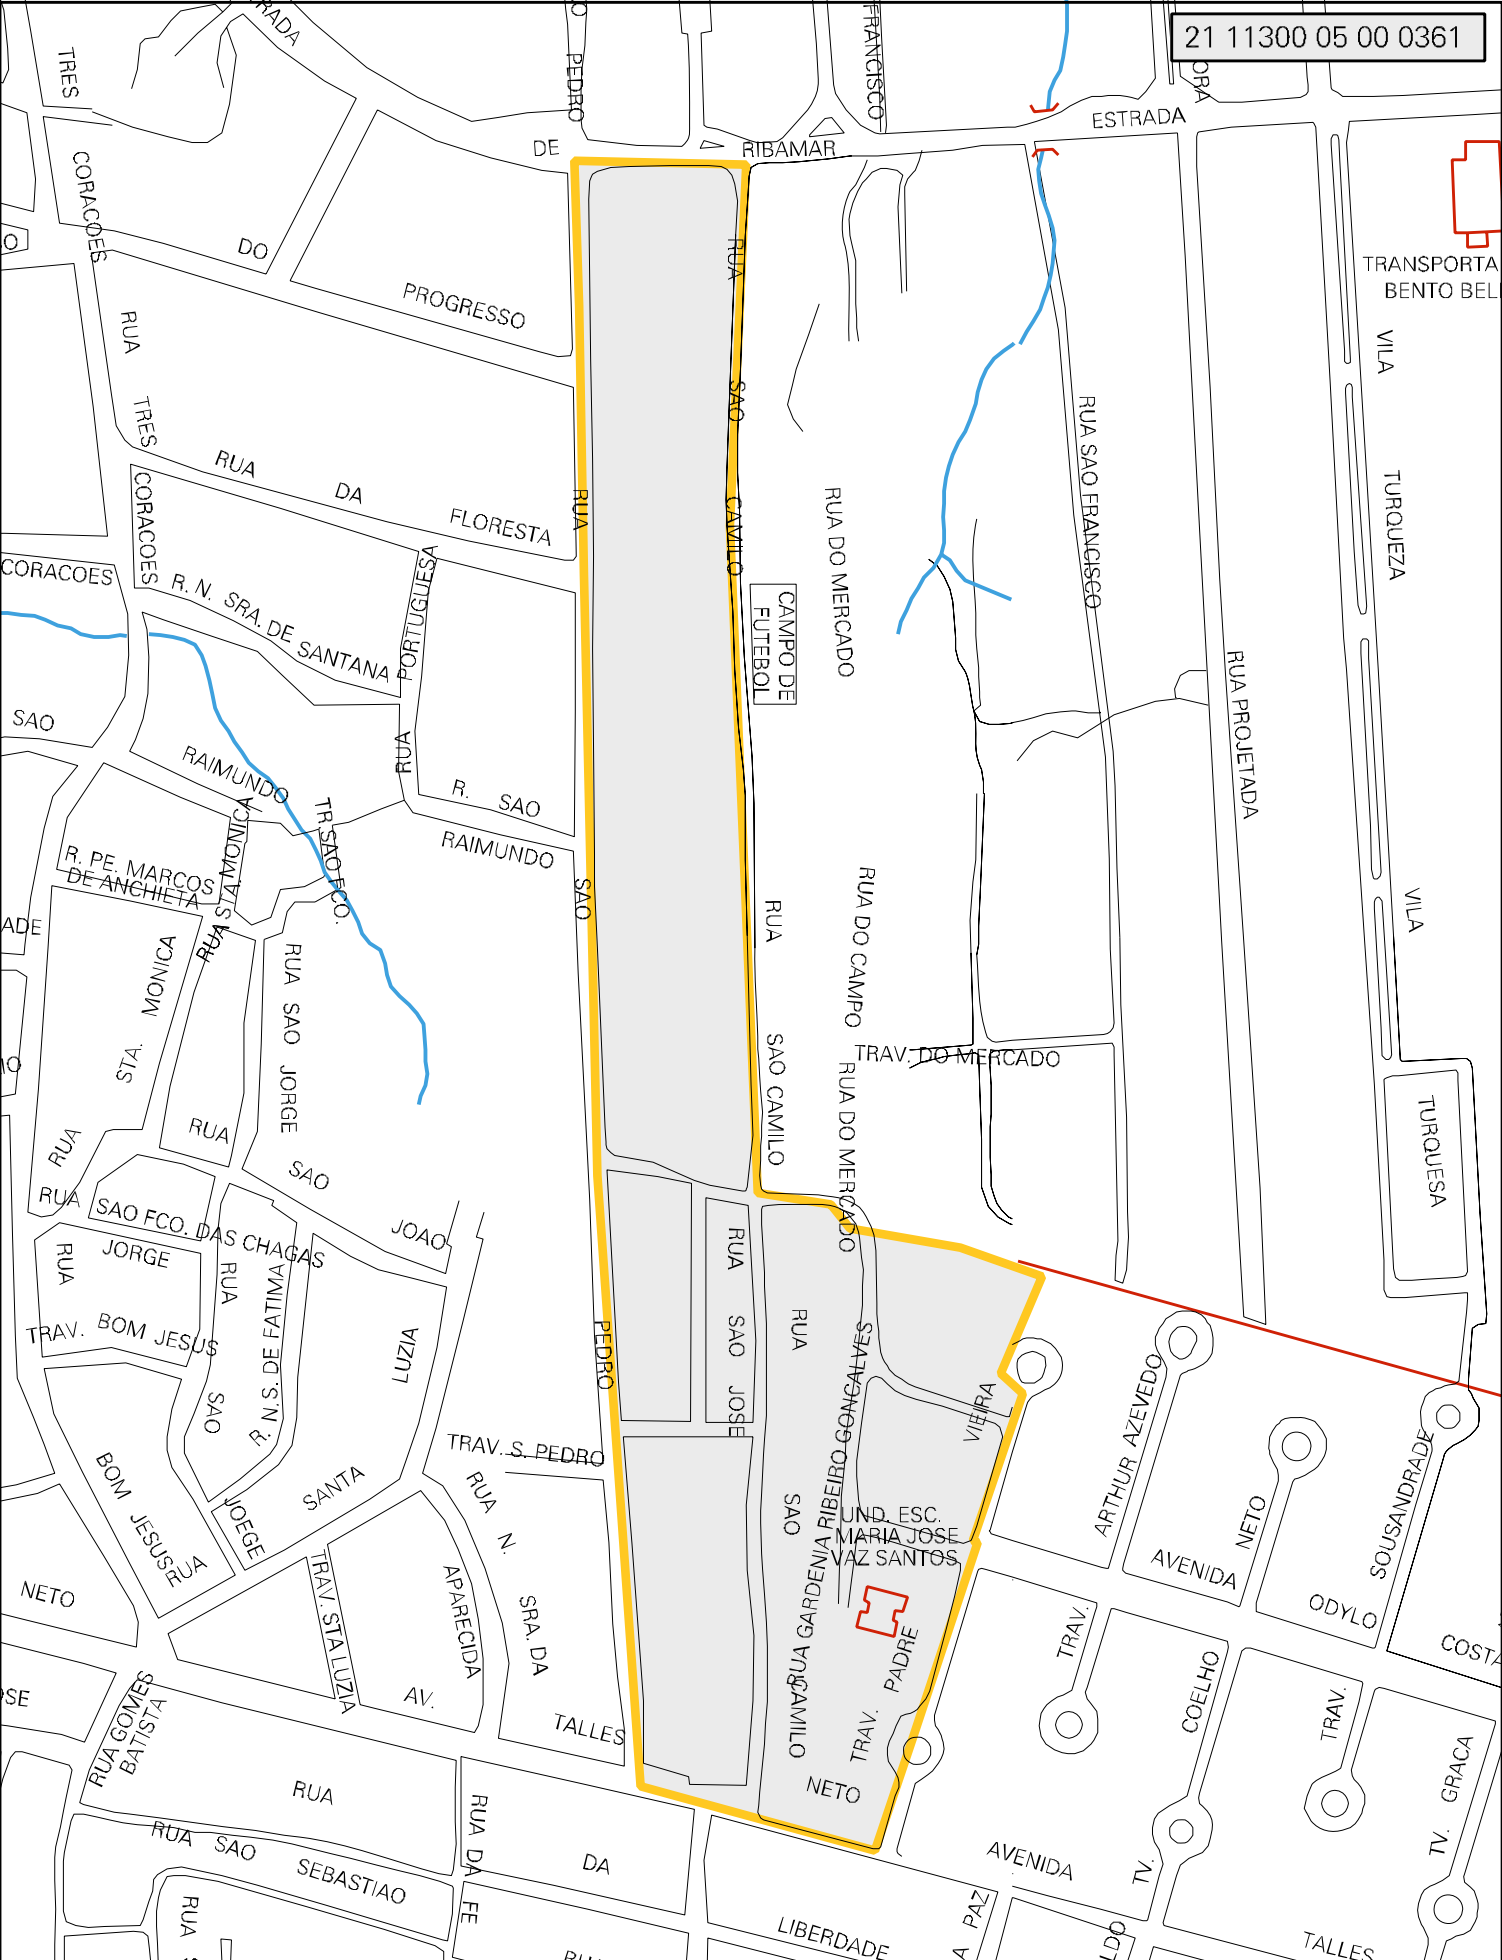 21 11300 05 00 0361
TRES
PEDRO
FRANCISCO
ESTRADA
DE
RIBAMAR
CORACOES
DO
PROGRESSO
RUA
TRES
CORACOES
RUA
DA
FLORESTA
RUA
RUA
SAO
CAMILO
RUA DO MERCADO
RUA SAO FRANCISCO
TRANSPORTA
BENTO BEL
VILA
TURQUEZA
CORACOES
R. N. SRA. DE SANTANA
RUA PORTUGUESA
CAMPO DE
FUTEBOL
RUA PROJETADA
SAO
RAIMUNDO
R. SAO
RAIMUNDO
TR SAO FCO.
RUA STA. MONICA
R. PE. MARCOS
DE ANCHIETA
ADE
SAO
RUA
RUA DO CAMPO
VILA
RUA STA. MONICA
RUA SAO JORGE
SAO CAMILO
TRAV. DO MERCADO
RUA DO MERCADO
TURQUESA
RUA
SAO
JOAO
RUA SAO FCO. DAS CHAGAS
JORGE
RUA
RUA
SAO
R. N.S. DE FATIMA
TRAV. BOM JESUS
LUZIA
SANTA
PEDRO
RUA SAO JOSE
RUA
SAO
CAMILO
RUA GARDENIA RIBEIRO GONCALVES
VIEIRA
PADRE
TRAV.
ARTHUR AZEVEDO
NETO
SOUSANDRADE
TRAV. S. PEDRO
BOM JESUS
RUA
JOEGE
RUA N. SRA. DA
APARECIDA
TRAV. STA LUZIA
UND. ESC.
MARIA JOSE
VAZ SANTOS
AVENIDA
ODYLO
COSTA
NETO
TRAV.
COELHO
TRAV.
GRACA
OSE
RUA GOMES
BATISTA
AV.
TALLES
NETO
RUA
RUA DA
FE
DA
AVENIDA
TV.
TV.
RUA SAO
SEBASTIAO
RUA
LIBERDADE
A PAZ
TALLES